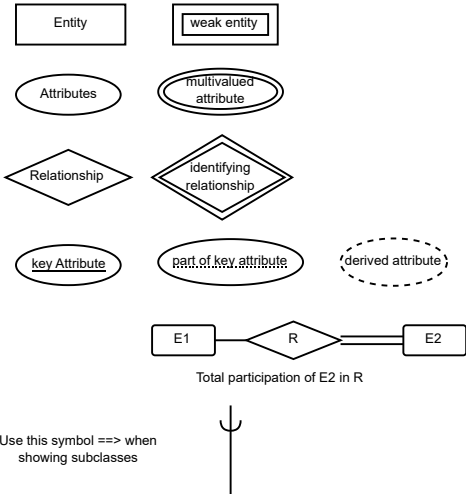 Entity
weak entity
Attributes
multivalued
attribute
Relationship
identifying
relationship
key Attribute
part of key attribute
derived attribute
E1
R
E2
Total participation of E2 in R
Use this symbol ==> when
showing subclasses